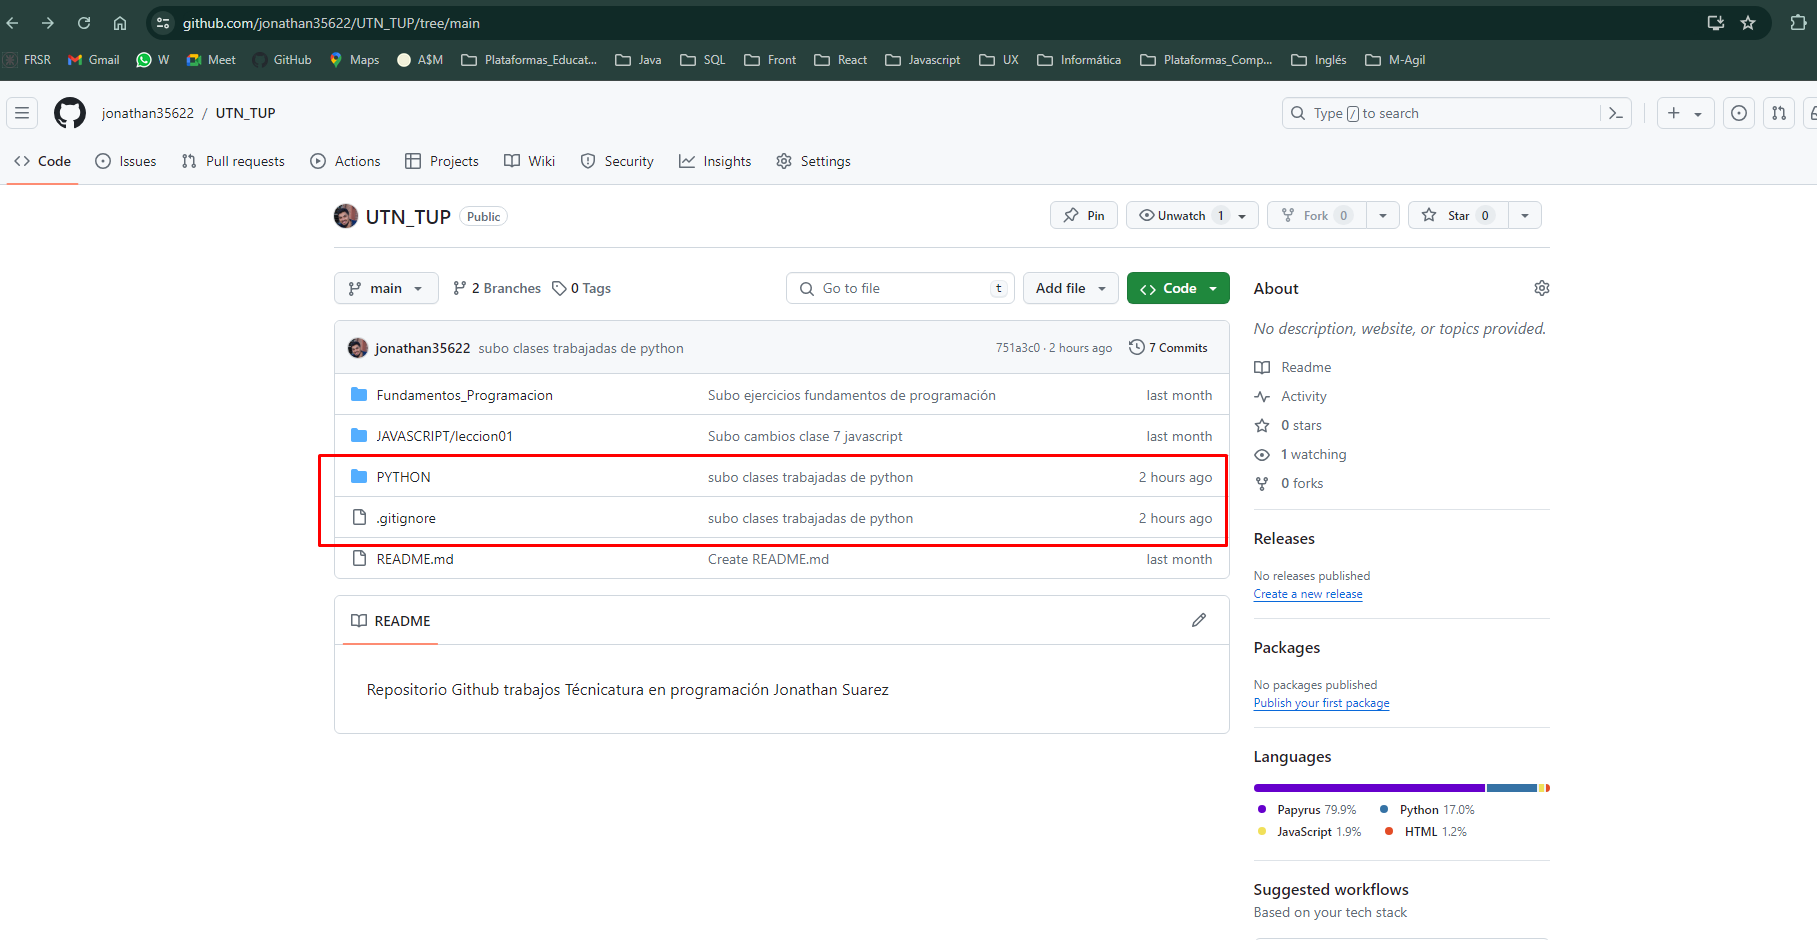 github.com/jonathan35622/UTN_TUP/tree/main
FRSR Gmail W Meet GitHub Maps A$M Plataformas_Educat... Java SQL Front React Javascript UX Informática Plataformas_Comp... Inglés M-Agil
jonathan35622 / UTN_TUP
Type / to search
Code Issues Pull requests Actions Projects Wiki Security Insights Settings
UTN_TUP Public
Pin Unwatch 1 Fork 0 Star 0
main 2 Branches 0 Tags
Go to file t Add file <> Code
jonathan35622 subo clases trabajadas de python 751a3c0 · 2 hours ago 7 Commits
Fundamentos_Programacion Subo ejercicios fundamentos de programación last month
JAVASCRIPT/leccion01 Subo cambios clase 7 javascript last month
PYTHON subo clases trabajadas de python 2 hours ago
.gitignore subo clases trabajadas de python 2 hours ago
README.md Create README.md last month
README
Repositorio Github trabajos Técnicatura en programación Jonathan Suarez
About
No description, website, or topics provided.
Readme
Activity
0 stars
1 watching
0 forks
Releases
No releases published
Create a new release
Packages
No packages published
Publish your first package
Languages
Papyrus 79.9% Python 17.0%
JavaScript 1.9% HTML 1.2%
Suggested workflows
Based on your tech stack